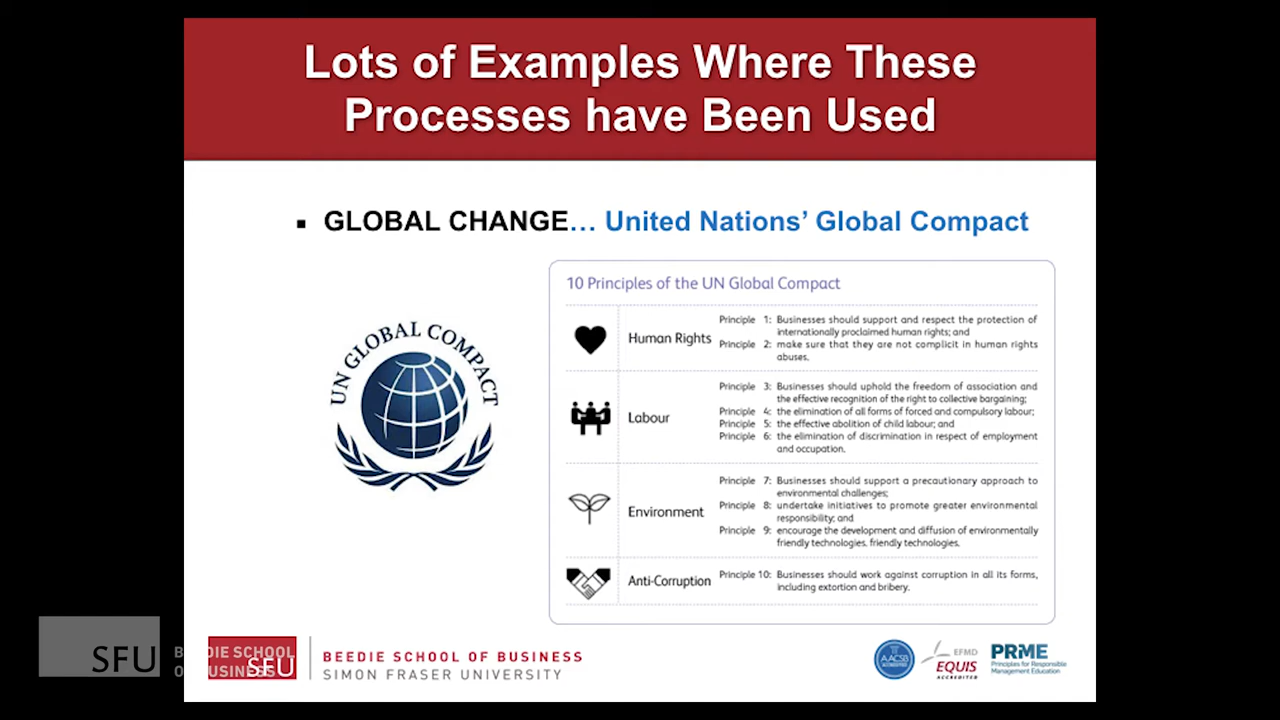 Lots of Examples Where These
Processes have Been Used
▪ GLOBAL CHANGE… United Nations’ Global Compact
UN GLOBAL COMPACT
10 Principles of the UN Global Compact
Human Rights
Principle 1: Businesses should support and respect the protection of
internationally proclaimed human rights; and
Principle 2: make sure that they are not complicit in human rights
abuses.
Labour
Principle 3: Businesses should uphold the freedom of association and
the effective recognition of the right to collective bargaining;
Principle 4: the elimination of all forms of forced and compulsory labour;
Principle 5: the effective abolition of child labour; and
Principle 6: the elimination of discrimination in respect of employment
and occupation.
Environment
Principle 7: Businesses should support a precautionary approach to
environmental challenges;
Principle 8: undertake initiatives to promote greater environmental
responsibility; and
Principle 9: encourage the development and diffusion of environmentally
friendly technologies. friendly technologies.
Anti-Corruption
Principle 10: Businesses should work against corruption in all its forms,
including extortion and bribery.
SFU BEEDIE SCHOOL
OF BUSINESS
SFU
BEEDIE SCHOOL OF BUSINESS
SIMON FRASER UNIVERSITY
AACSB
ACCREDITED
EFMD
EQUIS
ACCREDITED
PRME
Principles for Responsible
Management Education